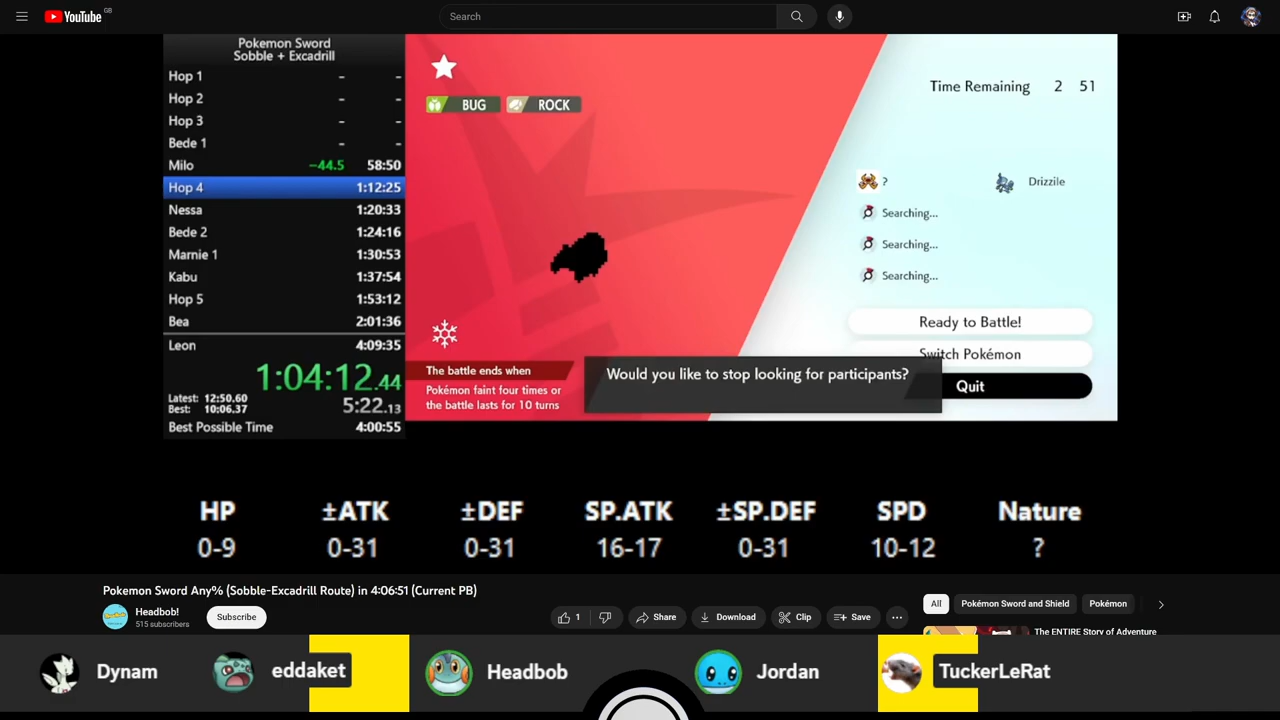 YouTube GB
Search
Pokemon Sword
Sobble + Excadrill
Hop 1 - -
Hop 2 - -
Hop 3 - -
Bede 1 - -
Milo -44.5 58:50
Hop 4 1:12:25
Nessa 1:20:33
Bede 2 1:24:16
Marnie 1 1:30:53
Kabu 1:37:54
Hop 5 1:53:12
Bea 2:01:36
Leon 4:09:35
1:04:12.44
Latest: 12:50.60
Best: 10:06.37
5:22.13
Best Possible Time 4:00:55
BUG ROCK
Time Remaining 2 51
? Drizzile
Searching...
Searching...
Searching...
Ready to Battle!
Switch Pokémon
Quit
The battle ends when
Pokémon faint four times or
the battle lasts for 10 turns
Would you like to stop looking for participants?
HP ±ATK ±DEF SP.ATK ±SP.DEF SPD Nature
0-9 0-31 0-31 16-17 0-31 10-12 ?
Pokemon Sword Any% (Sobble-Excadrill Route) in 4:06:51 (Current PB)
Headbob!
515 subscribers
Subscribe
1
Share
Download
Clip
Save
All
Pokémon Sword and Shield
Pokémon
The ENTIRE Story of Adventure
Dynam
eddaket
Headbob
Jordan
TuckerLeRat